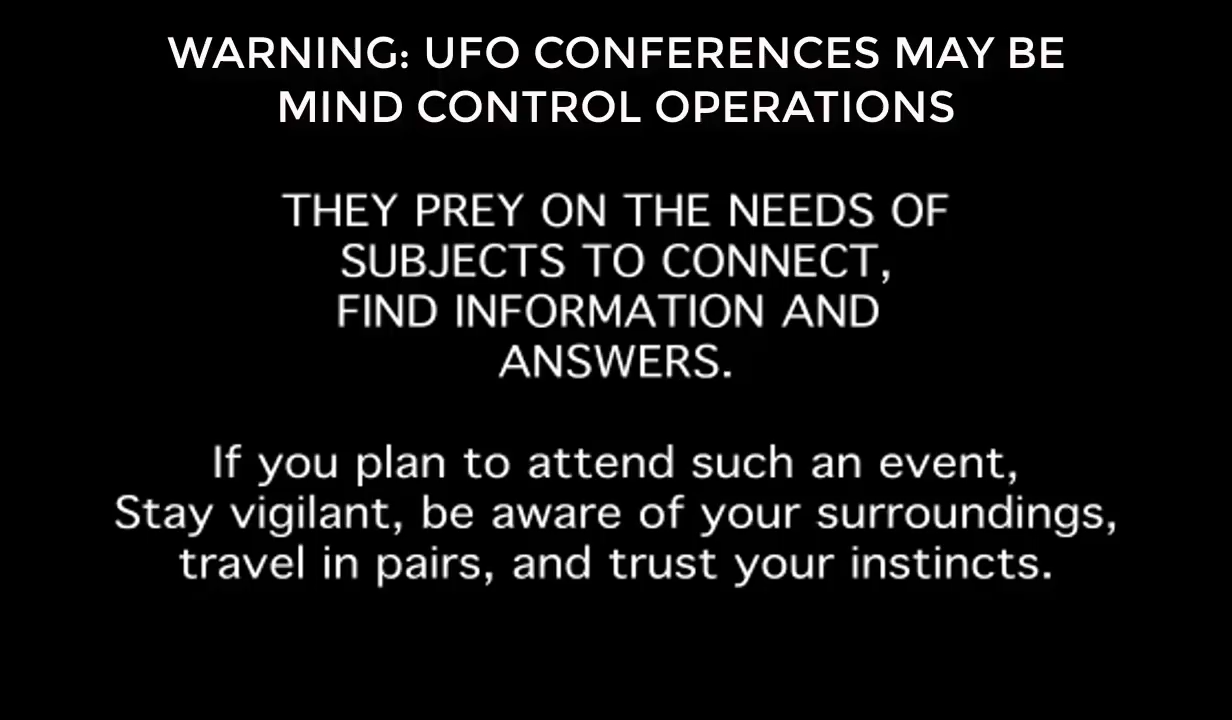 WARNING: UFO CONFERENCES MAY BE
MIND CONTROL OPERATIONS
THEY PREY ON THE NEEDS OF
SUBJECTS TO CONNECT,
FIND INFORMATION AND
ANSWERS.
If you plan to attend such an event,
Stay vigilant, be aware of your surroundings,
travel in pairs, and trust your instincts.